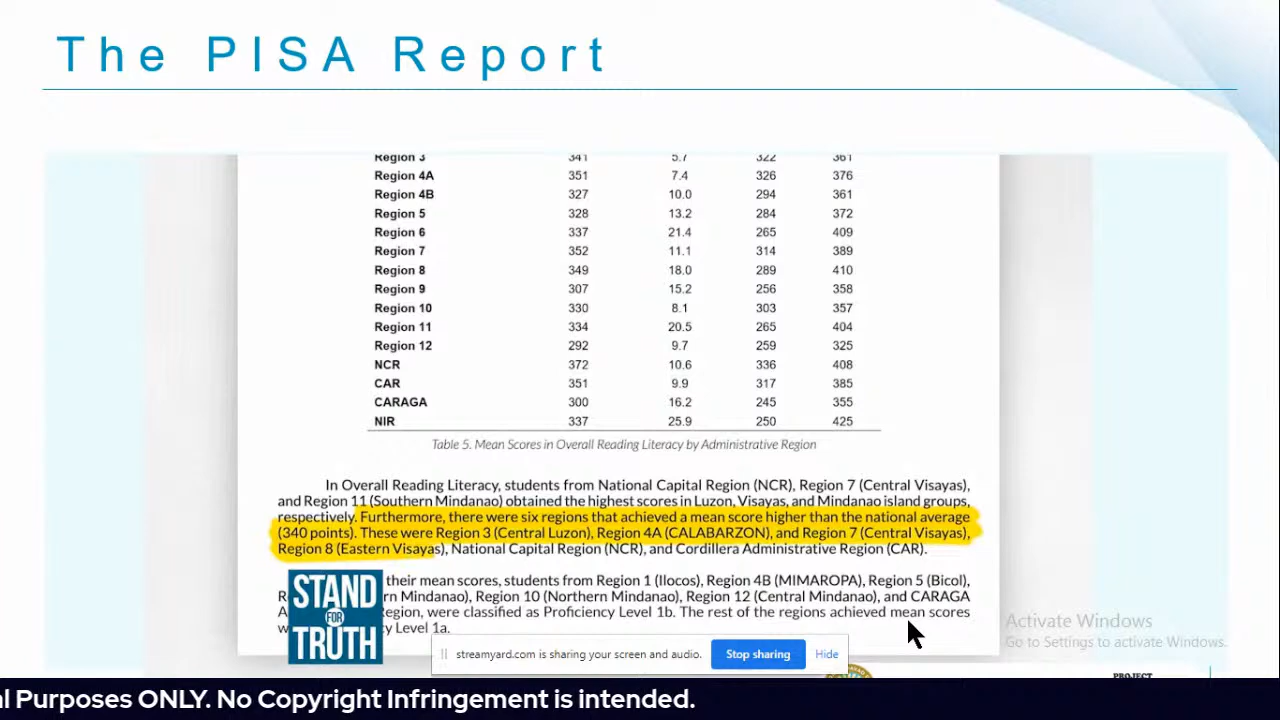 The PISA Report
Region 3 341 5.7 322 361
Region 4A 351 7.4 326 376
Region 4B 327 10.0 294 361
Region 5 328 13.2 284 372
Region 6 337 21.4 265 409
Region 7 352 11.1 314 389
Region 8 349 18.0 289 410
Region 9 307 15.2 256 358
Region 10 330 8.1 303 357
Region 11 334 20.5 265 404
Region 12 292 9.7 259 325
NCR 372 10.6 336 408
CAR 351 9.9 317 385
CARAGA 300 16.2 245 355
NIR 337 25.9 250 425
Table 5. Mean Scores in Overall Reading Literacy by Administrative Region
In Overall Reading Literacy, students from National Capital Region (NCR), Region 7 (Central Visayas),
and Region 11 (Southern Mindanao) obtained the highest scores in Luzon, Visayas, and Mindanao island groups,
respectively. Furthermore, there were six regions that achieved a mean score higher than the national average
(340 points). These were Region 3 (Central Luzon), Region 4A (CALABARZON), and Region 7 (Central Visayas),
Region 8 (Eastern Visayas), National Capital Region (NCR), and Cordillera Administrative Region (CAR).
their mean scores, students from Region 1 (Ilocos), Region 4B (MIMAROPA), Region 5 (Bicol),
rn Mindanao), Region 10 (Northern Mindanao), Region 12 (Central Mindanao), and CARAGA
A Region, were classified as Proficiency Level 1b. The rest of the regions achieved mean scores
w cy Level 1a.
STAND
FOR
TRUTH
streamyard.com is sharing your screen and audio. Stop sharing Hide
Activate Windows
Go to Settings to activate Windows.
PROJECT
al Purposes ONLY. No Copyright Infringement is intended.